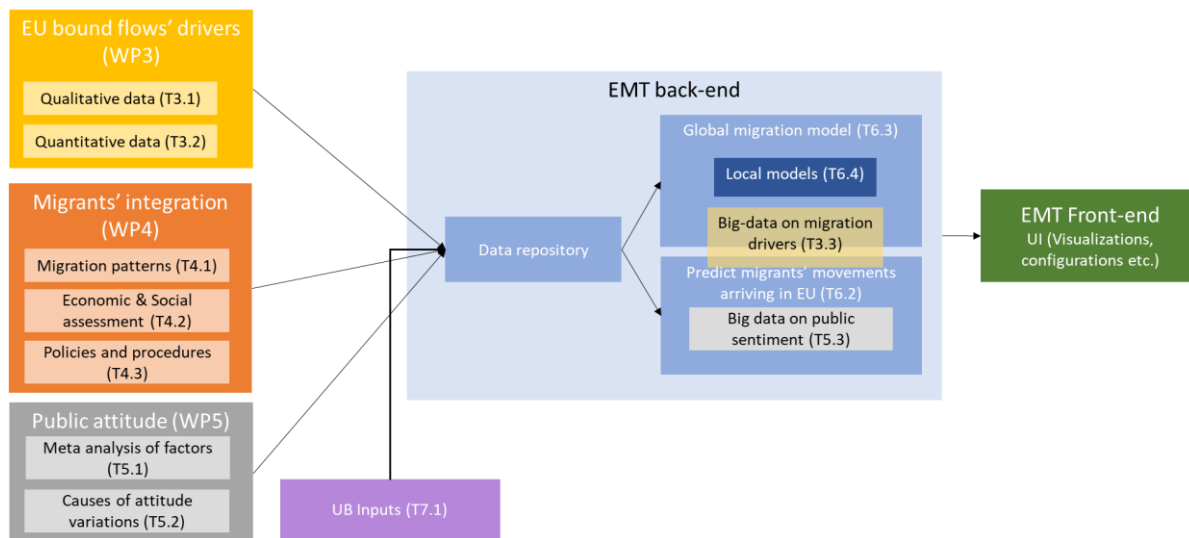 EU bound flows' drivers
(WP3)
Qualitative data (T3.1)
Quantitative data (T3.2)
Migrants' integration
(WP4)
Migration patterns (T4.1)
Economic & Social
assessment (T4.2)
Policies and procedures
(T4.3)
Public attitude (WP5)
Meta analysis of factors
(T5.1)
Causes of attitude
variations (T5.2)
UB Inputs (T7.1)
EMT back-end
Data repository
Global migration model (T6.3)
Local models (T6.4)
Big-data on migration
drivers (T3.3)
Predict migrants' movements
arriving in EU (T6.2)
Big data on public
sentiment (T5.3)
EMT Front-end
UI (Visualizations,
configurations etc.)